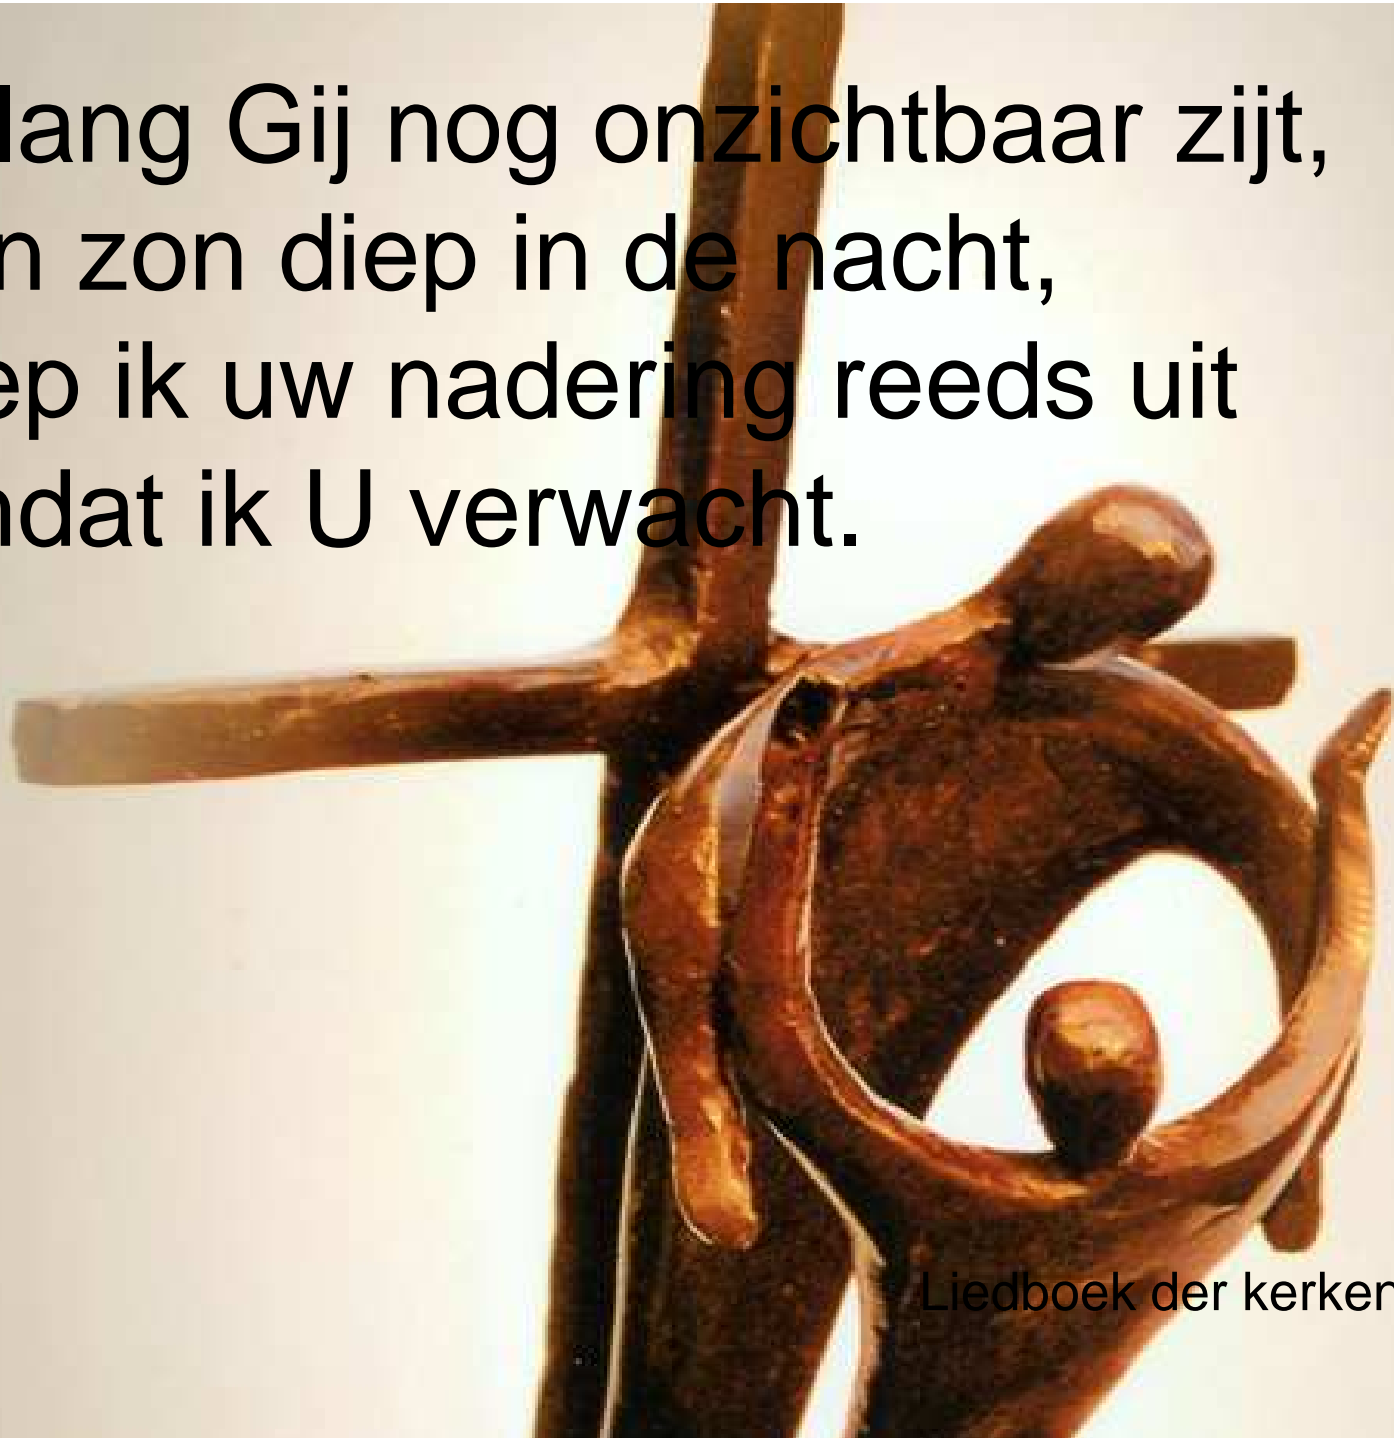 lang Gij nog onzichtbaar zijt,
n zon diep in de nacht,
ep ik uw nadering reeds uit
ndat ik U verwacht.
Liedboek der kerken